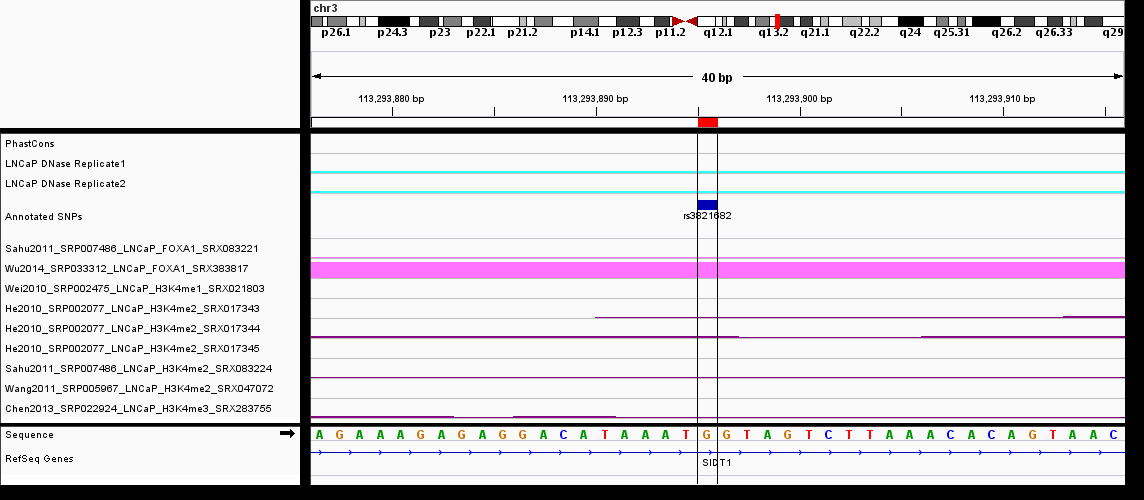 chr3
p26.1 p24.3 p23 p22.1 p21.2 p14.1 p12.3 p11.2 q12.1 q13.2 q21.1 q22.2 q24 q25.31 q26.2 q26.33 q29
40 bp
113,293,880 bp 113,293,890 bp 113,293,900 bp 113,293,910 bp
PhastCons
LNCaP DNase Replicate1
LNCaP DNase Replicate2
Annotated SNPs
rs3821682
Sahu2011_SRP007486_LNCaP_FOXA1_SRX083221
Wu2014_SRP033312_LNCaP_FOXA1_SRX383817
Wei2010_SRP002475_LNCaP_H3K4me1_SRX021803
He2010_SRP002077_LNCaP_H3K4me2_SRX017343
He2010_SRP002077_LNCaP_H3K4me2_SRX017344
He2010_SRP002077_LNCaP_H3K4me2_SRX017345
Sahu2011_SRP007486_LNCaP_H3K4me2_SRX083224
Wang2011_SRP005967_LNCaP_H3K4me2_SRX047072
Chen2013_SRP022924_LNCaP_H3K4me3_SRX283755
Sequence A G A A A G A G A G G A C A T A A A T G G T A G T C T T A A A C A C A G T A A C
RefSeq Genes
SIDT1